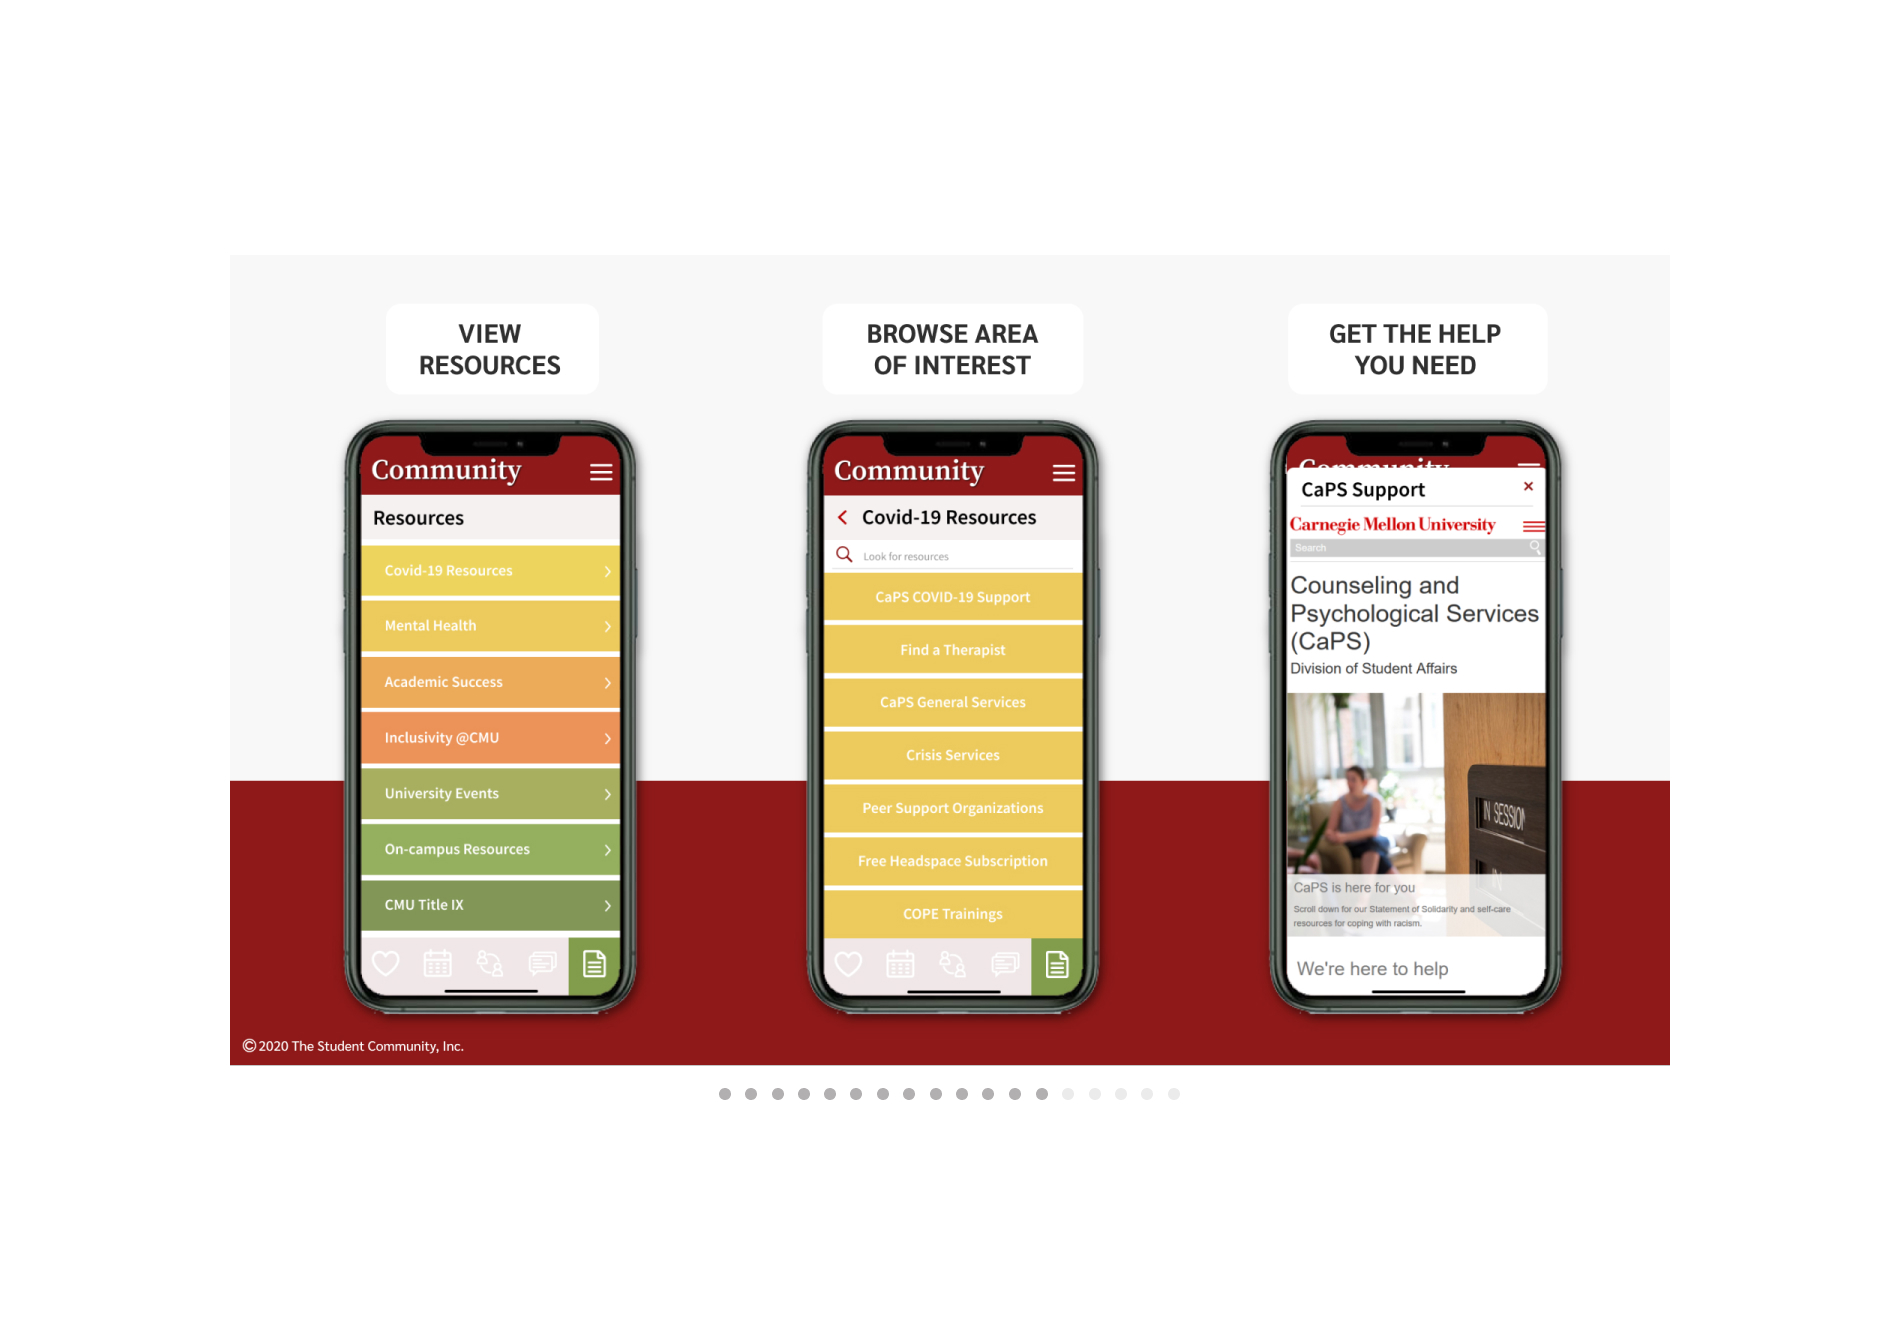 VIEW
RESOURCES
Community
Resources
Covid-19 Resources
Mental Health
Academic Success
Inclusivity @CMU
University Events
On-campus Resources
CMU Title IX
BROWSE AREA
OF INTEREST
Community
Covid-19 Resources
Look for resources
CaPS COVID-19 Support
Find a Therapist
CaPS General Services
Crisis Services
Peer Support Organizations
Free Headspace Subscription
COPE Trainings
GET THE HELP
YOU NEED
Community
CaPS Support
Carnegie Mellon University
Search
Counseling and
Psychological Services
(CaPS)
Division of Student Affairs
IN SESSION
IN
CaPS is here for you
Scroll down for our Statement of Solidarity and self-care
resources for coping with racism.
We're here to help
©2020 The Student Community, Inc.